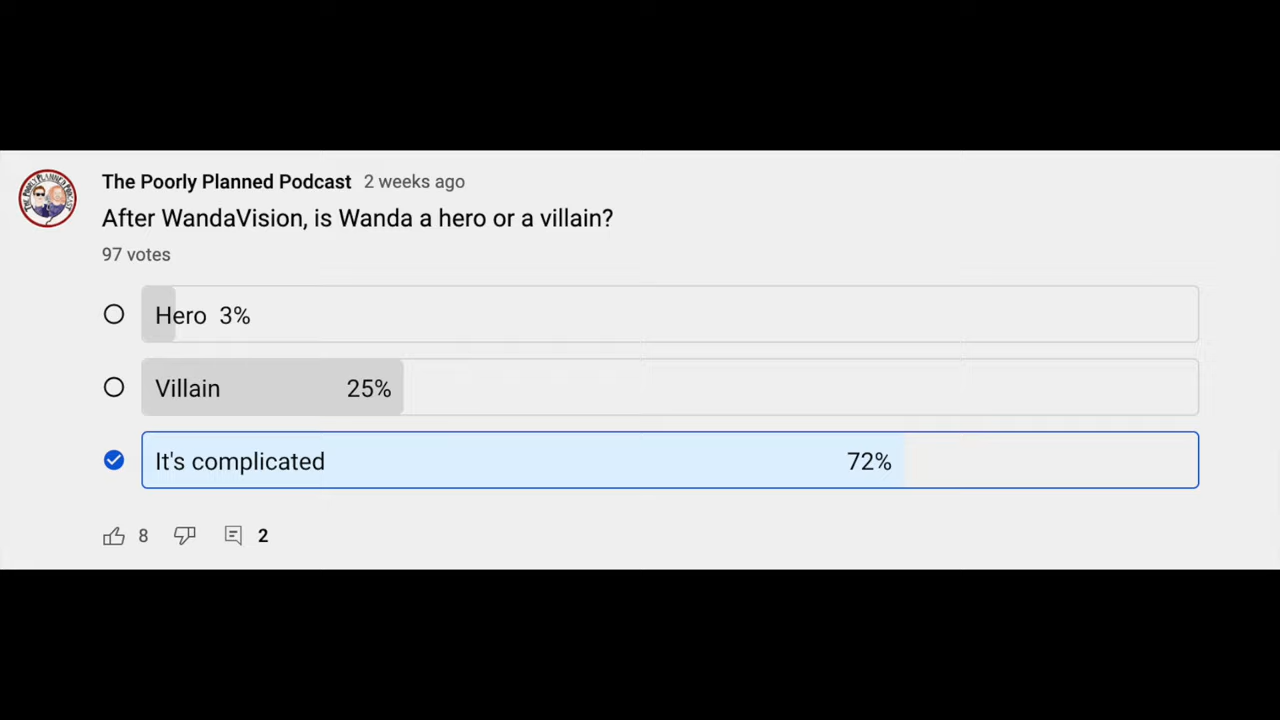 The Poorly Planned Podcast 2 weeks ago
After WandaVision, is Wanda a hero or a villain?
97 votes
Hero 3%
Villain 25%
It's complicated 72%
8 2